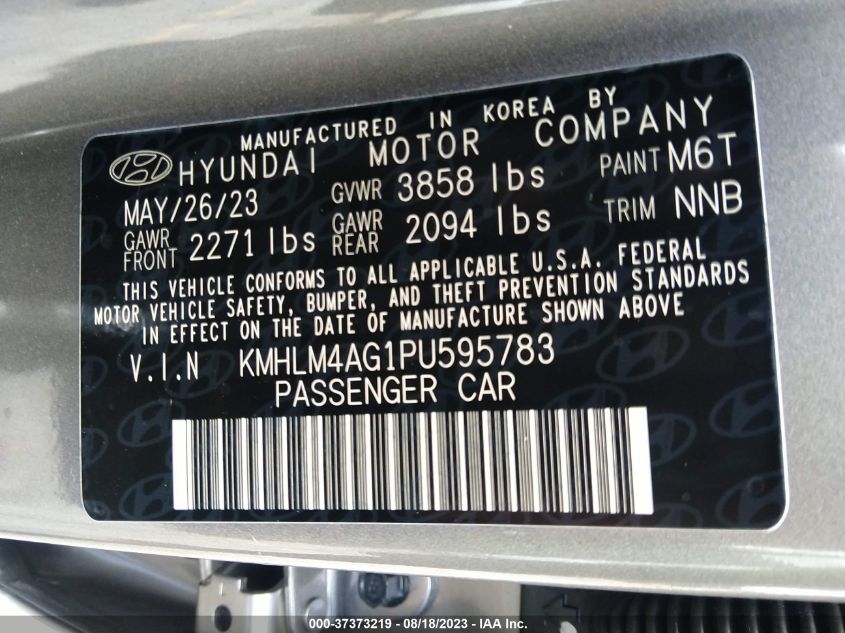 MANUFACTURED IN KOREA BY
HYUNDAI MOTOR COMPANY
MAY/26/23 GVWR 3858 lbs PAINT M6T
GAWR FRONT 2271 lbs GAWR REAR 2094 lbs TRIM NNB
THIS VEHICLE CONFORMS TO ALL APPLICABLE U.S.A. FEDERAL
MOTOR VEHICLE SAFETY, BUMPER, AND THEFT PREVENTION STANDARDS
IN EFFECT ON THE DATE OF MANUFACTURE SHOWN ABOVE
V.I.N KMHLM4AG1PU595783
PASSENGER CAR
000-37373219 - 08/18/2023 - IAA Inc.